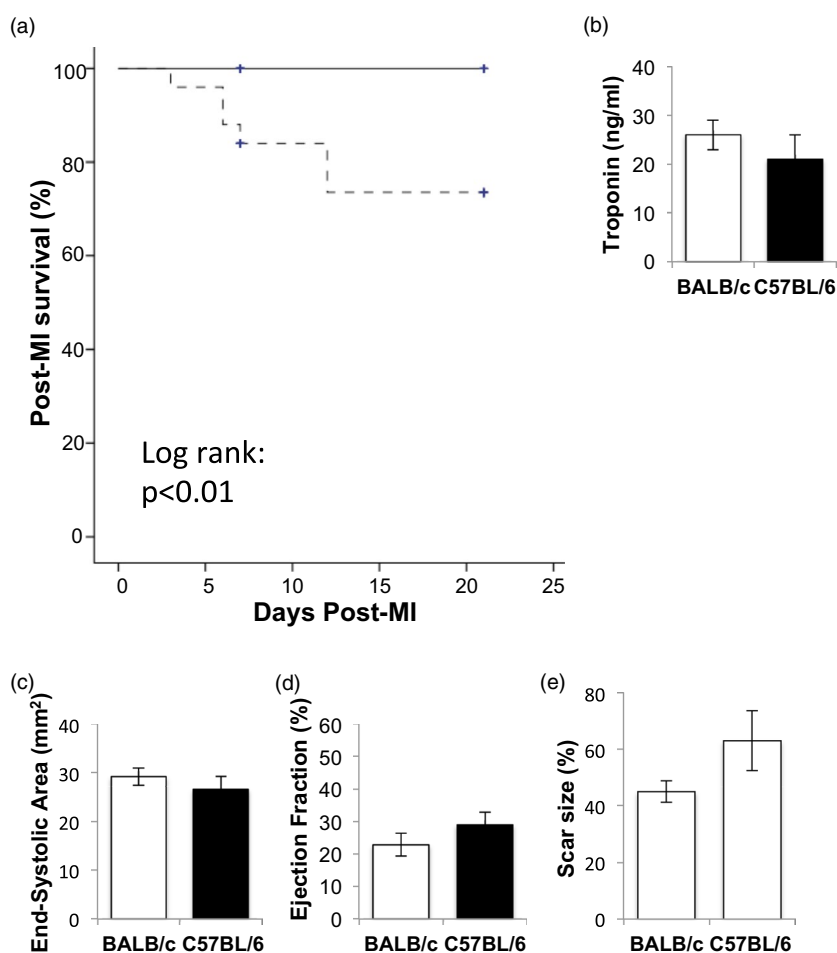 (a)
100
80
60
40
20
0
Post-MI survival (%)
Log rank:
p<0.01
0 5 10 15 20 25
Days Post-MI
(b)
40
30
20
10
0
Troponin (ng/ml)
BALB/c C57BL/6
(c)
40
30
20
10
0
End-Systolic Area (mm²)
BALB/c C57BL/6
(d)
60
50
40
30
20
10
0
Ejection Fraction (%)
BALB/c C57BL/6
(e)
80
60
40
20
0
Scar size (%)
BALB/c C57BL/6